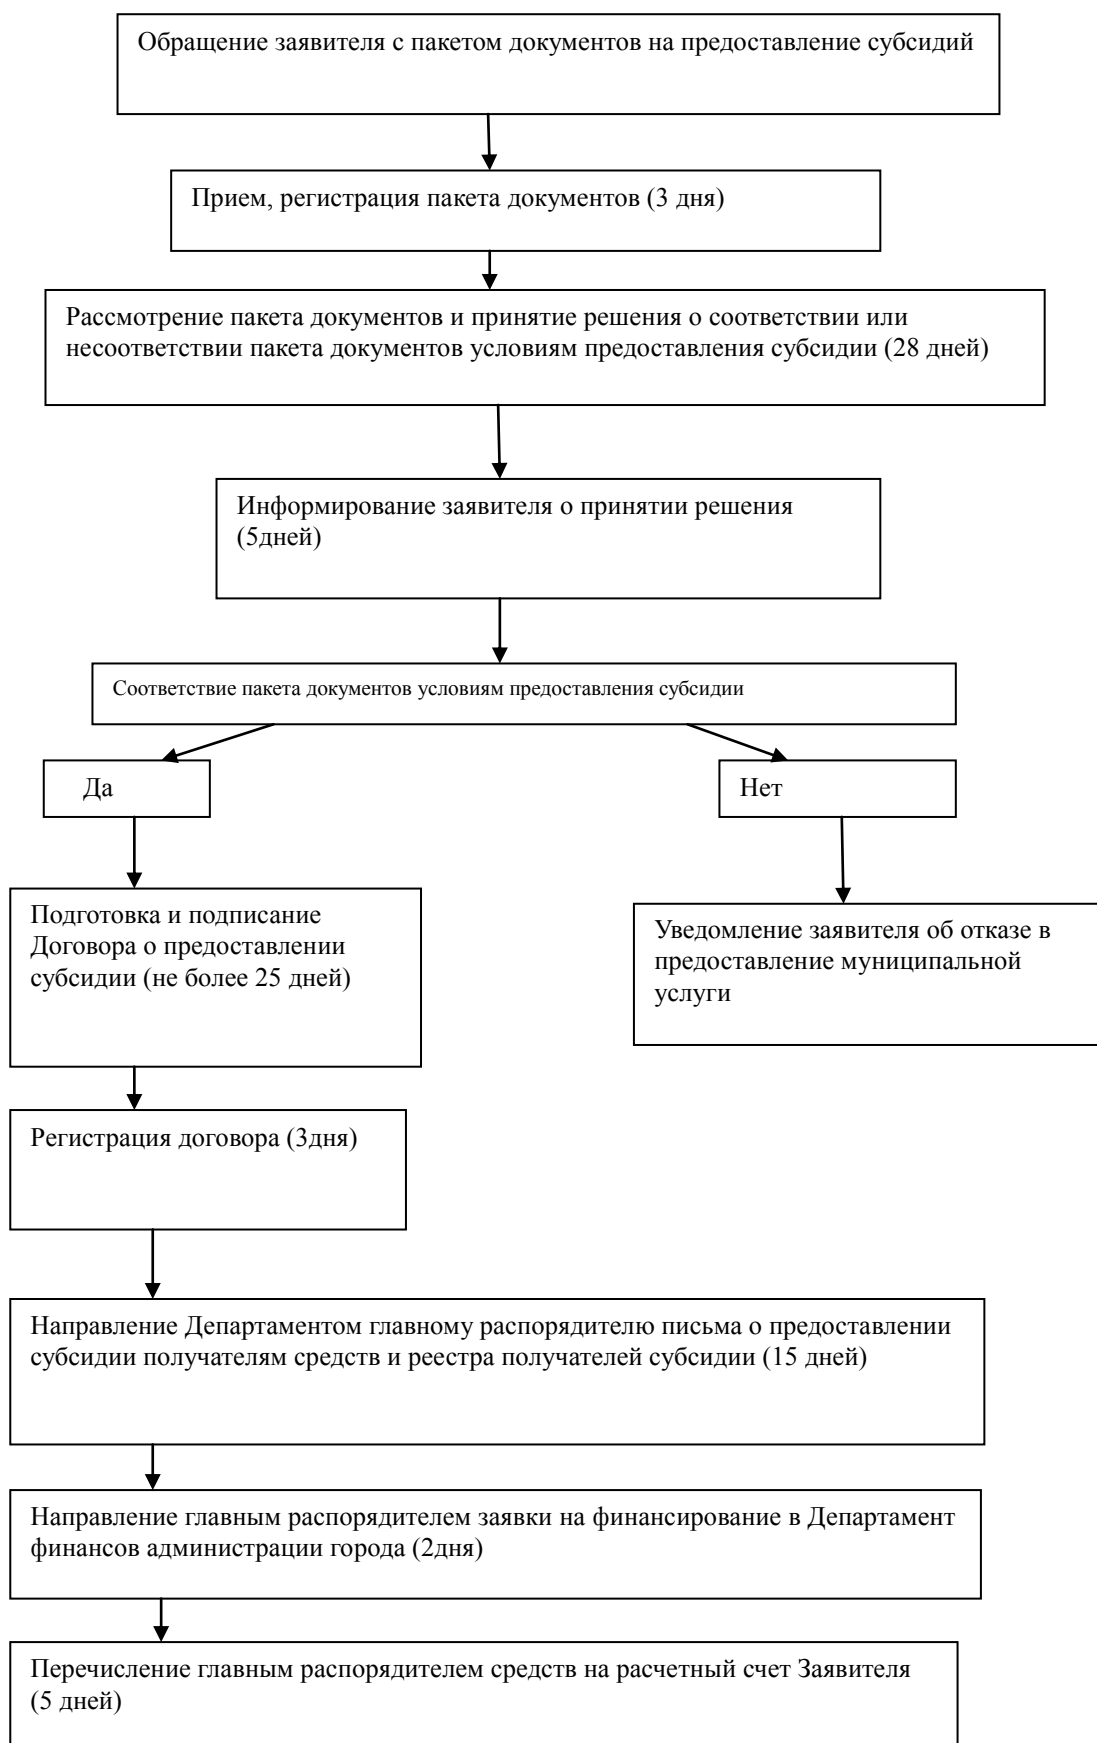 Обращение заявителя с пакетом документов на предоставление субсидий
Прием, регистрация пакета документов (3 дня)
Рассмотрение пакета документов и принятие решения о соответствии или
несоответствии пакета документов условиям предоставления субсидии (28 дней)
Информирование заявителя о принятии решения
(5дней)
Соответствие пакета документов условиям предоставления субсидии
Да
Нет
Подготовка и подписание
Договора о предоставлении
субсидии (не более 25 дней)
Уведомление заявителя об отказе в
предоставление муниципальной
услуги
Регистрация договора (3дня)
Направление Департаментом главному распорядителю письма о предоставлении
субсидии получателям средств и реестра получателей субсидии (15 дней)
Направление главным распорядителем заявки на финансирование в Департамент
финансов администрации города (2дня)
Перечисление главным распорядителем средств на расчетный счет Заявителя
(5 дней)